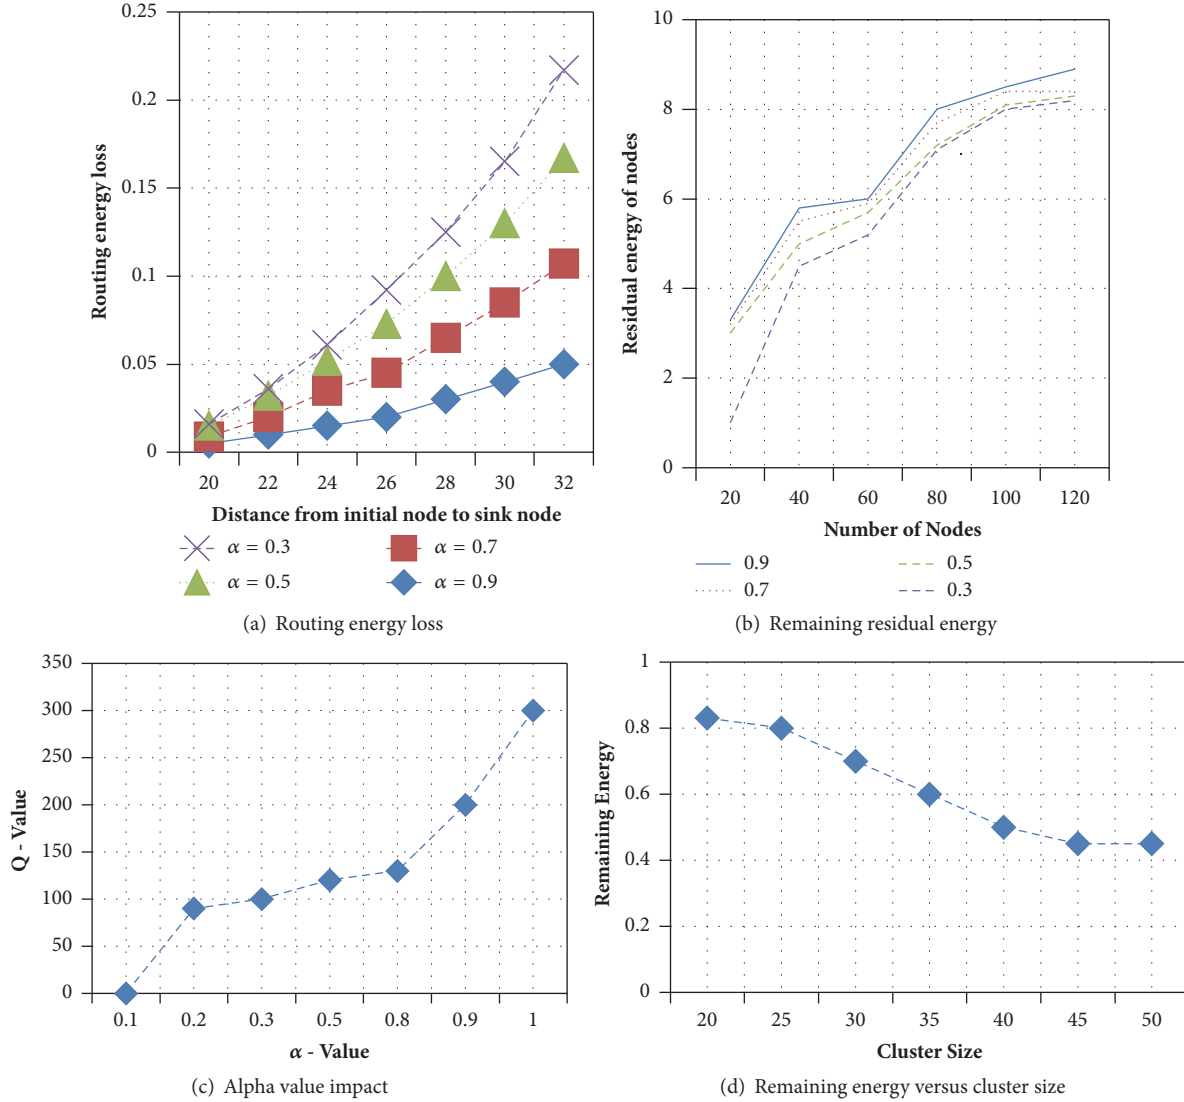 0.25
0.2
0.15
0.1
0.05
0
Routing energy loss
20 22 24 26 28 30 32
Distance from initial node to sink node
α = 0.3 α = 0.7
α = 0.5 α = 0.9
(a) Routing energy loss
10
8
6
4
2
0
Residual energy of nodes
20 40 60 80 100 120
Number of Nodes
0.9 0.5
0.7 0.3
(b) Remaining residual energy
350
300
250
200
150
100
50
0
Q - Value
0.1 0.2 0.3 0.5 0.8 0.9 1
α - Value
(c) Alpha value impact
1
0.8
0.6
0.4
0.2
0
Remaining Energy
20 25 30 35 40 45 50
Cluster Size
(d) Remaining energy versus cluster size